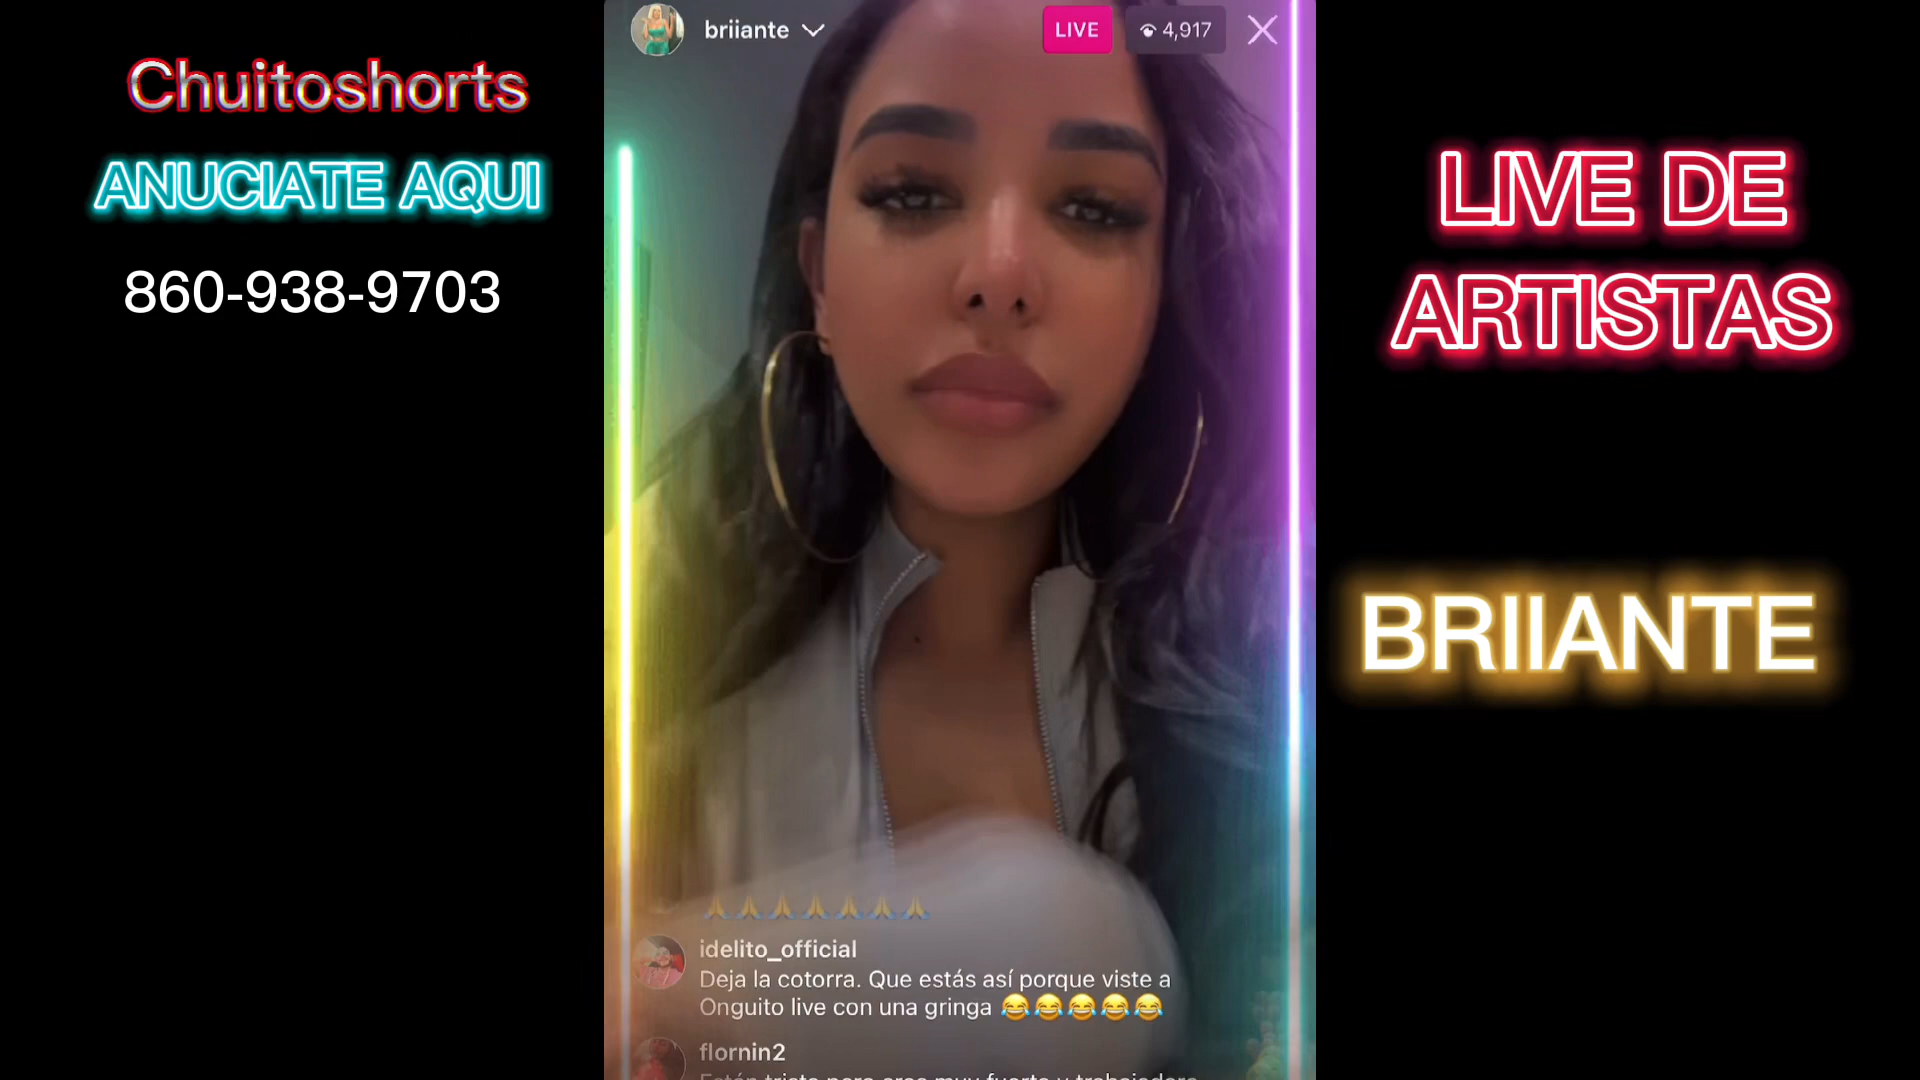 Chuitoshorts
ANUCIATE AQUI
860-938-9703
briiante
LIVE
4,917
LIVE DE
ARTISTAS
BRIIANTE
🙏🙏🙏🙏🙏🙏🙏
idelito_official
Deja la cotorra. Que estás así porque viste a
Onguito live con una gringa 😂😂😂😂😂
flornin2